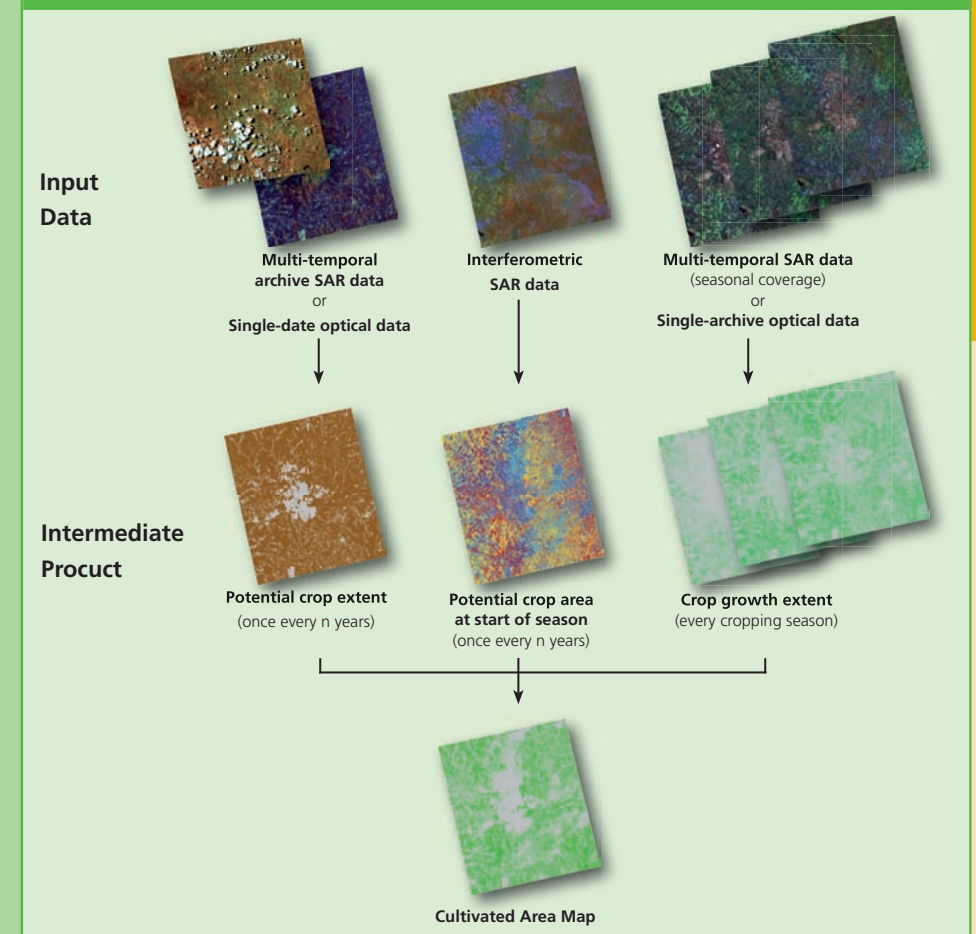 Input
Data
Multi-temporal
archive SAR data
or
Single-date optical data
Interferometric
SAR data
Multi-temporal SAR data
(seasonal coverage)
or
Single-archive optical data
Intermediate
Procuct
Potential crop extent
(once every n years)
Potential crop area
at start of season
(once every n years)
Crop growth extent
(every cropping season)
Cultivated Area Map